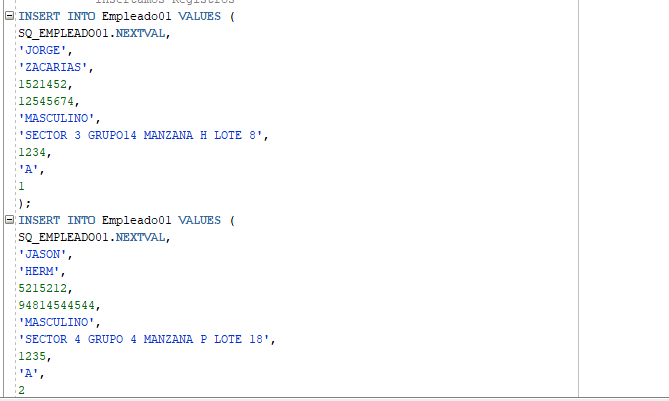 Insertamos Registros
INSERT INTO Empleado01 VALUES (
SQ_EMPLEADO01.NEXTVAL,
'JORGE',
'ZACARIAS',
1521452,
12545674,
'MASCULINO',
'SECTOR 3 GRUPO14 MANZANA H LOTE 8',
1234,
'A',
1
);
INSERT INTO Empleado01 VALUES (
SQ_EMPLEADO01.NEXTVAL,
'JASON',
'HERM',
5215212,
94814544544,
'MASCULINO',
'SECTOR 4 GRUPO 4 MANZANA P LOTE 18',
1235,
'A',
2